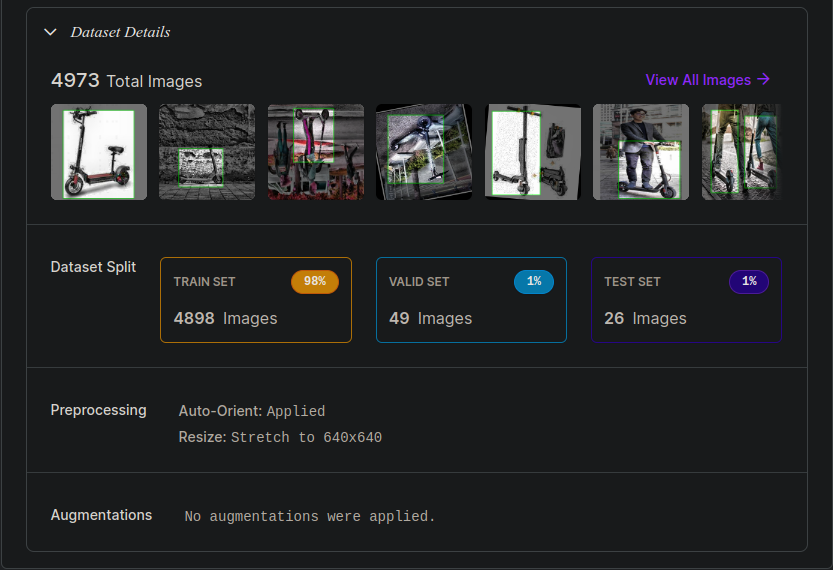 Dataset Details
4973 Total Images
View All Images →
Dataset Split
TRAIN SET 98%
4898 Images
VALID SET 1%
49 Images
TEST SET 1%
26 Images
Preprocessing
Auto-Orient: Applied
Resize: Stretch to 640x640
Augmentations
No augmentations were applied.